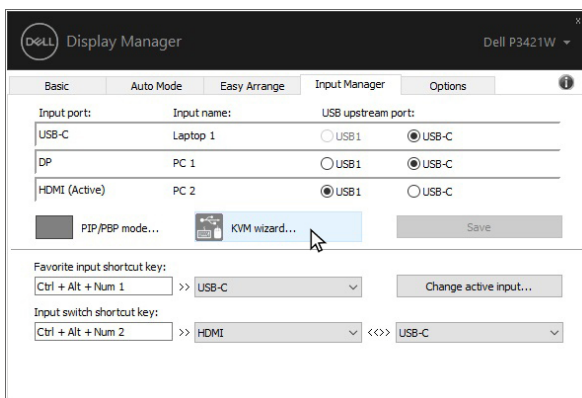 x
DELL Display Manager Dell P3421W
Basic Auto Mode Easy Arrange Input Manager Options i
Input port: Input name: USB upstream port:
USB-C Laptop 1 USB1 USB-C
DP PC 1 USB1 USB-C
HDMI (Active) PC 2 USB1 USB-C
PIP/PBP mode... KVM wizard... Save
Favorite input shortcut key:
Ctrl + Alt + Num 1 >> USB-C Change active input...
Input switch shortcut key:
Ctrl + Alt + Num 2 >> HDMI <<>> USB-C